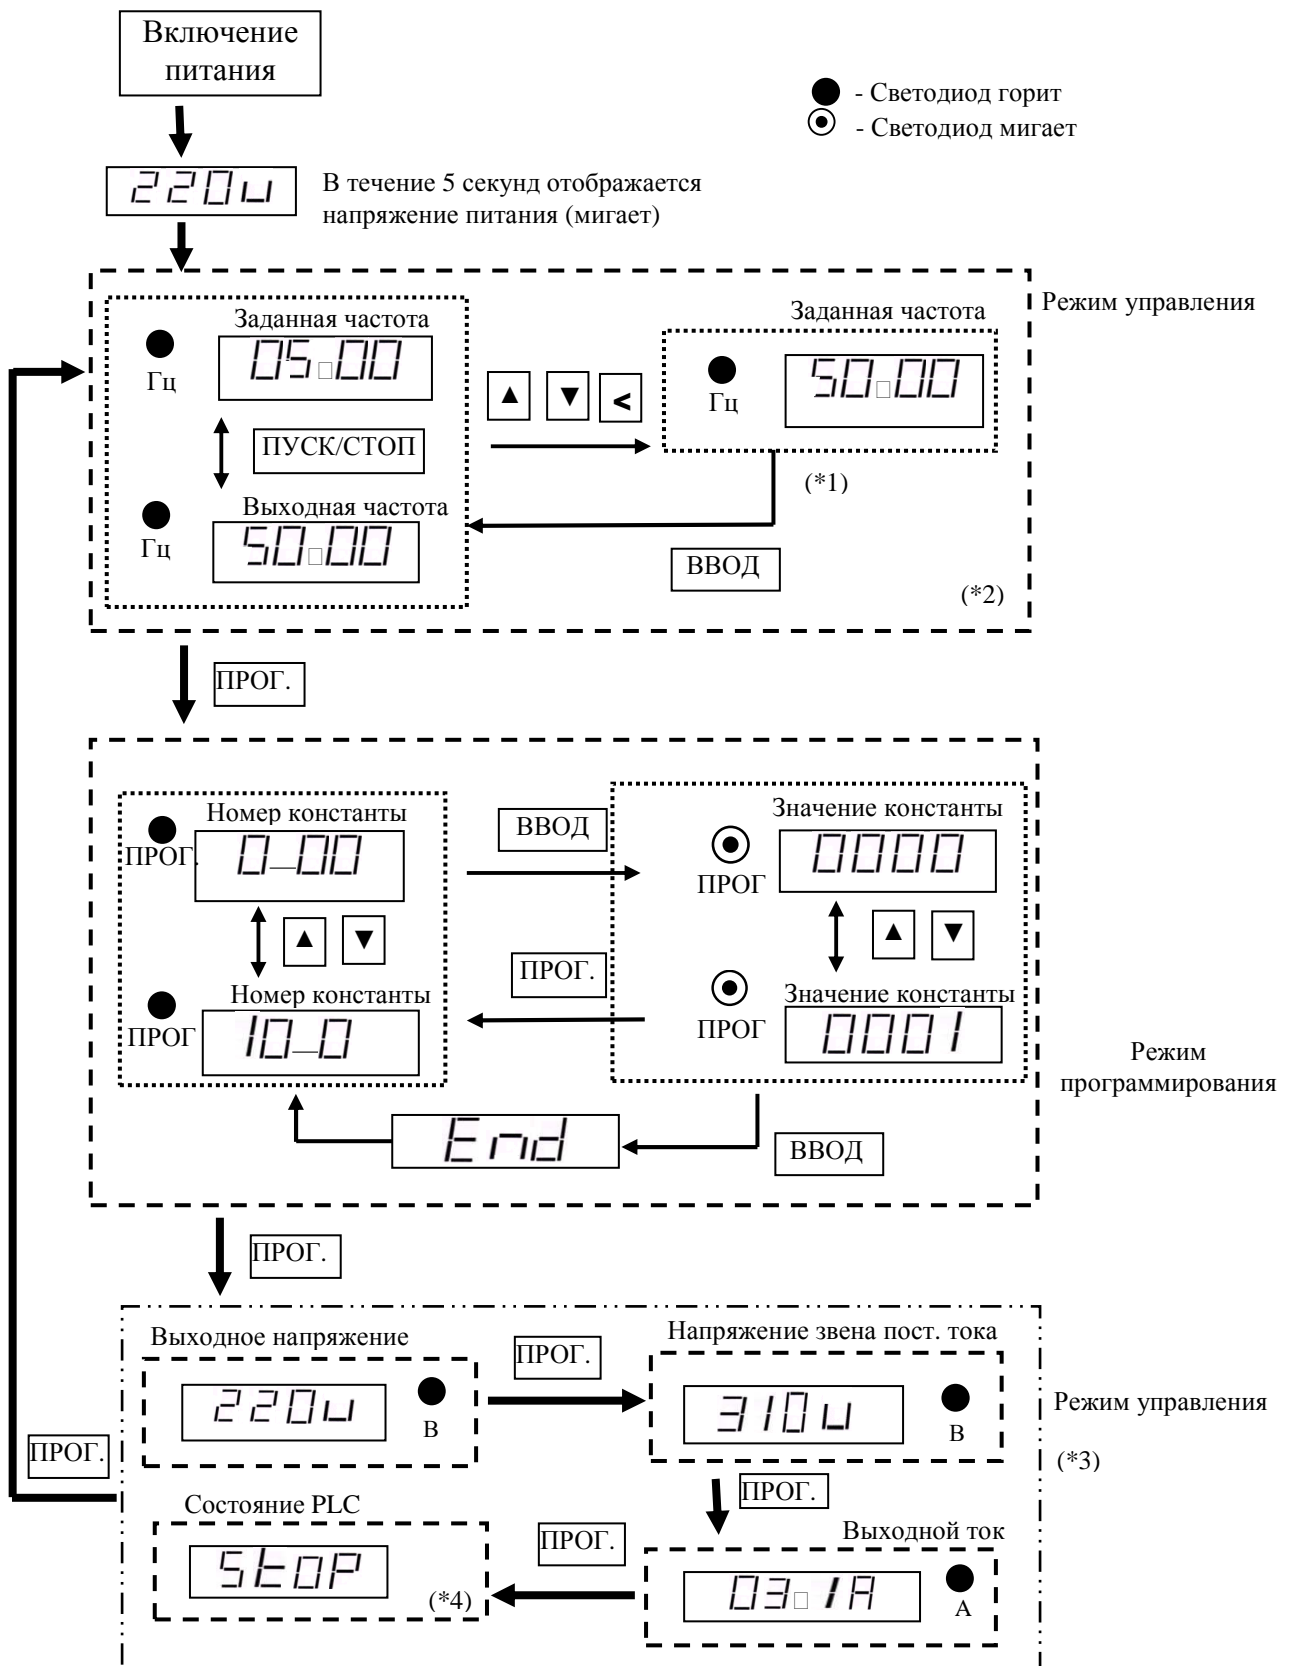 Включение
питания
- Светодиод горит
- Светодиод мигает
220u
В течение 5 секунд отображается
напряжение питания (мигает)
Режим управления
Заданная частота
05.00
Гц
ПУСК/СТОП
Выходная частота
50.00
Гц
▲ ▼ <
Заданная частота
50.00
Гц
(*1)
ВВОД
(*2)
ПРОГ.
Номер константы
0—00
ПРОГ.
▲ ▼
Номер константы
10—0
ПРОГ
ВВОД
ПРОГ.
Значение константы
0000
ПРОГ
▲ ▼
Значение константы
0001
ПРОГ
Режим
программирования
End
ВВОД
ПРОГ.
Выходное напряжение
220u
В
ПРОГ.
Напряжение звена пост. тока
310u
В
Режим управления
(*3)
ПРОГ.
ПРОГ.
Выходной ток
03.1A
А
ПРОГ.
Состояние PLC
StoP
(*4)